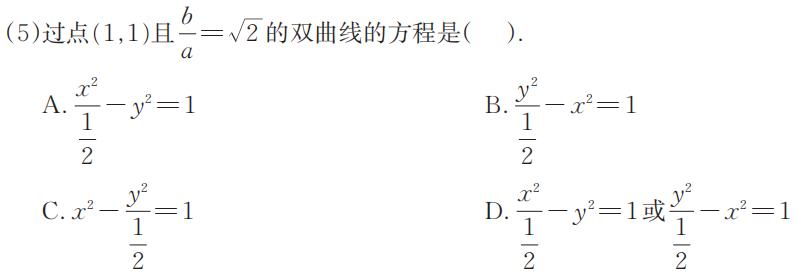 (5)过点(1,1)且$\frac{b}{a}=\sqrt{2}$的双曲线的方程是(  ).
A. $\frac{x^2}{\frac{1}{2}}-y^2=1$  B. $\frac{y^2}{\frac{1}{2}}-x^2=1$
C. $x^2-\frac{y^2}{\frac{1}{2}}=1$  D. $\frac{x^2}{\frac{1}{2}}-y^2=1$或$\frac{y^2}{\frac{1}{2}}-x^2=1$